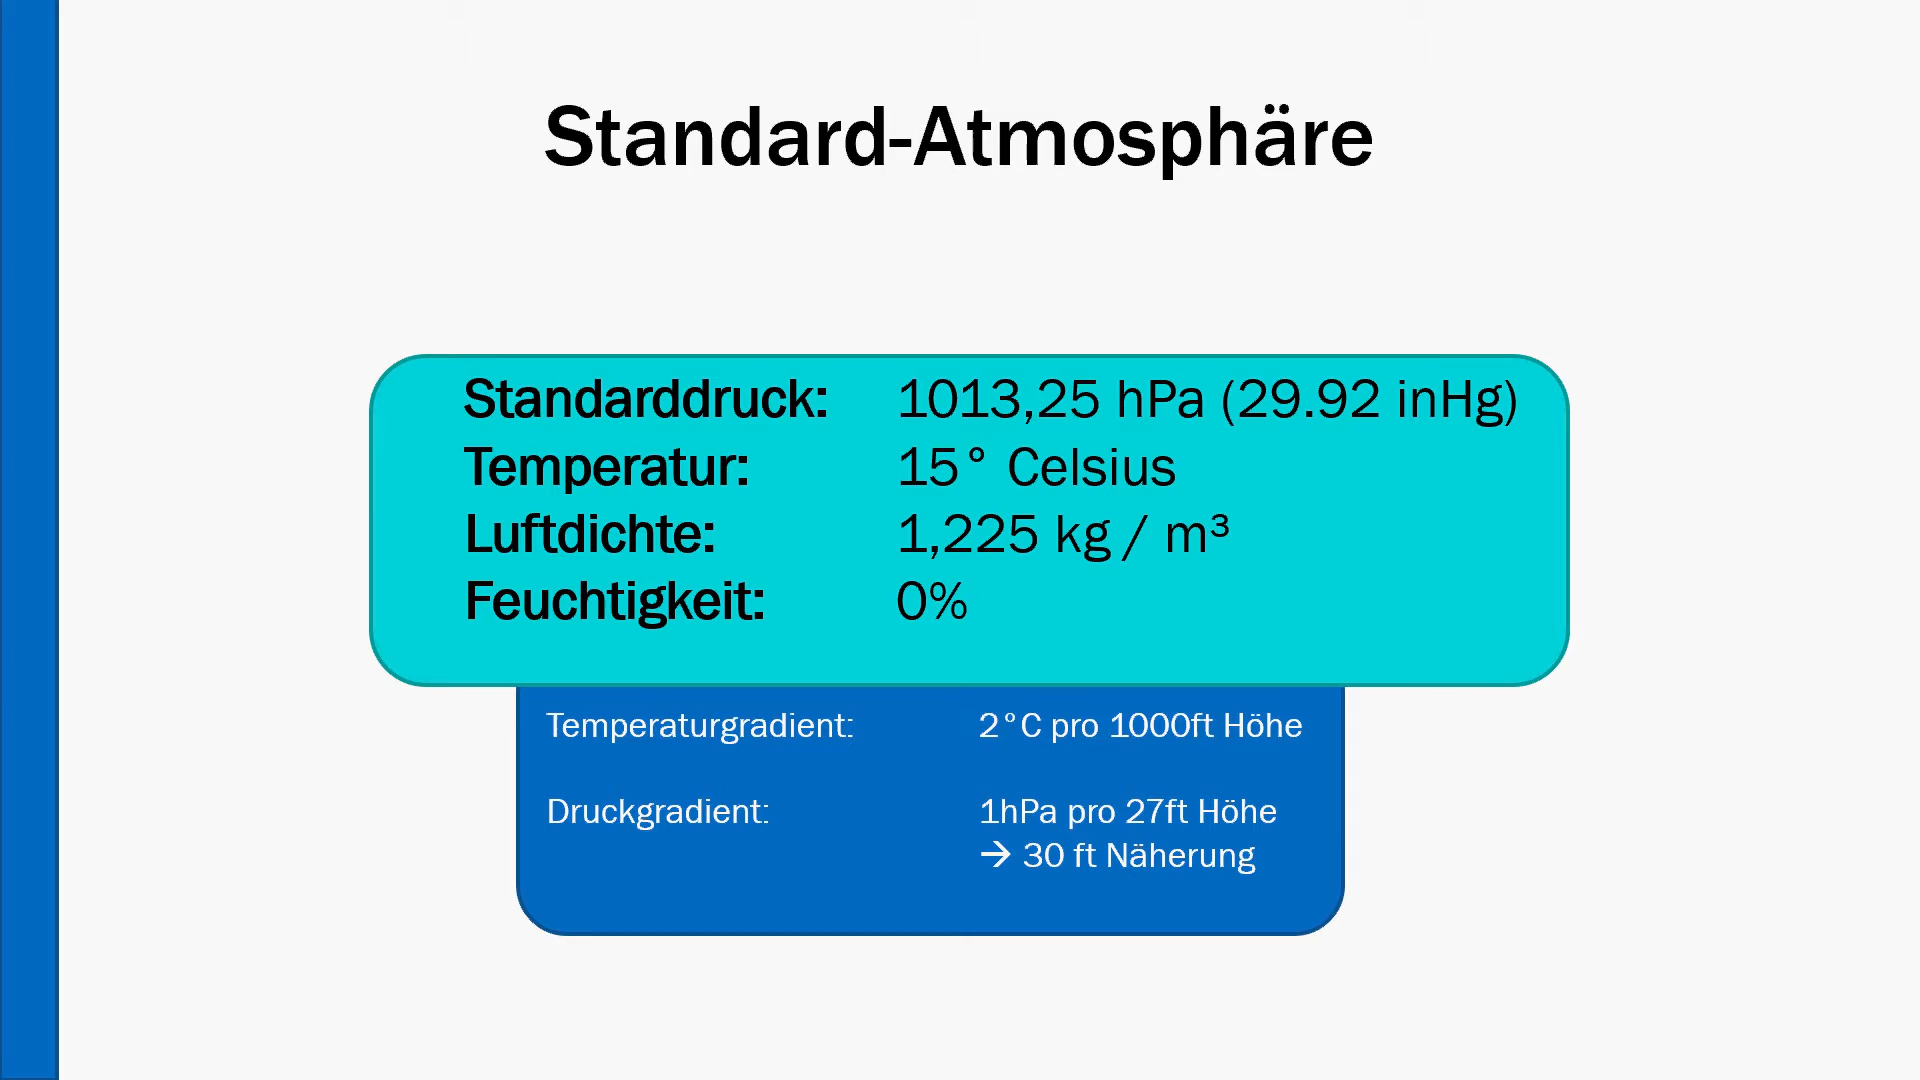 Standard-Atmosphäre
Standarddruck: 1013,25 hPa (29.92 inHg)
Temperatur: 15° Celsius
Luftdichte: 1,225 kg / m³
Feuchtigkeit: 0%
Temperaturgradient: 2°C pro 1000ft Höhe
Druckgradient: 1hPa pro 27ft Höhe
→ 30 ft Näherung